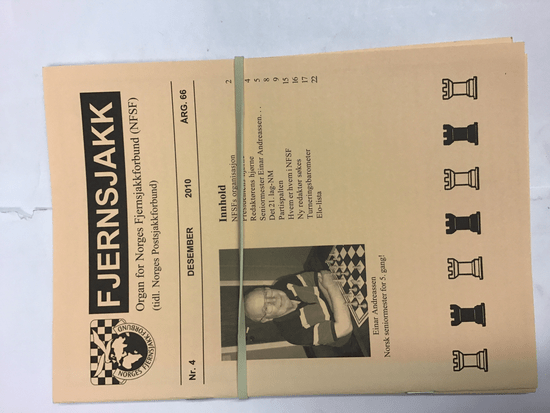 FJERNSJAKK
Organ for Norges Fjernsjakkforbund (NFSF)
(tidl. Norges Postsjakkforbund)
NORGES FJERNSJAKKFORBUND
Nr. 4 DESEMBER 2010 ÅRG. 66
Innhold
NFSFs organisasjon 2
4
Redaktørens hjørne 5
Seniormester Einar Andreassen. . . 8
Det 21. lag-NM 9
Partispalten 15
Hvem er hvem i NFSF 16
Ny redaktør søkes 17
Turneringsbarometer
Elo-lista 22
Einar Andreassen
Norsk seniormester for 5. gang!